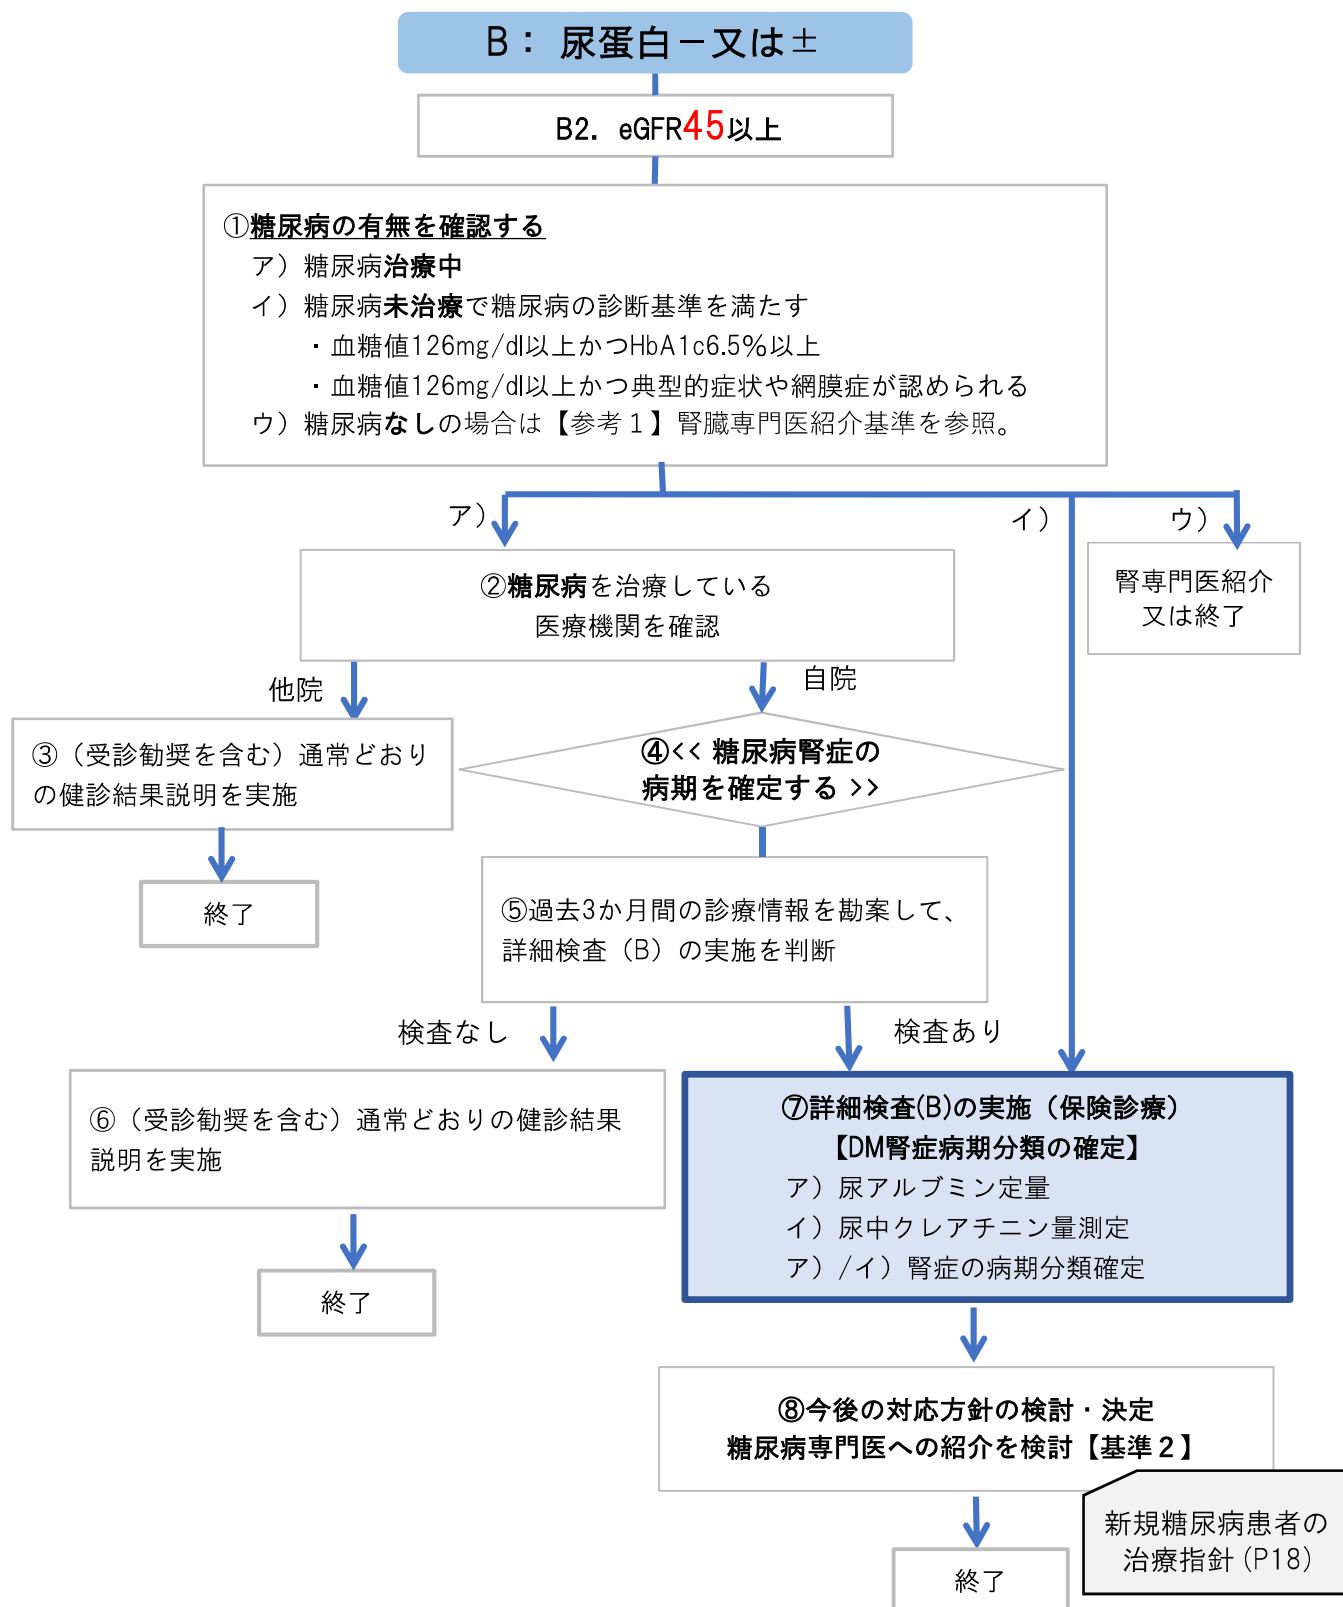 B： 尿蛋白－又は±
B2. eGFR45以上
①糖尿病の有無を確認する
ア）糖尿病治療中
イ）糖尿病未治療で糖尿病の診断基準を満たす
・血糖値126mg/dl以上かつHbA1c6.5%以上
・血糖値126mg/dl以上かつ典型的症状や網膜症が認められる
ウ）糖尿病なしの場合は【参考１】腎臓専門医紹介基準を参照。
ア）
イ）
ウ）
②糖尿病を治療している
医療機関を確認
腎専門医紹介
又は終了
他院
自院
③（受診勧奨を含む）通常どおり
の健診結果説明を実施
④<< 糖尿病腎症の
病期を確定する >>
終了
⑤過去3か月間の診療情報を勘案して、
詳細検査（B）の実施を判断
検査なし
検査あり
⑥（受診勧奨を含む）通常どおりの健診結果
説明を実施
⑦詳細検査(B)の実施（保険診療）
【DM腎症病期分類の確定】
ア）尿アルブミン定量
イ）尿中クレアチニン量測定
ア）/イ）腎症の病期分類確定
終了
⑧今後の対応方針の検討・決定
糖尿病専門医への紹介を検討【基準２】
新規糖尿病患者の
治療指針(P18)
終了